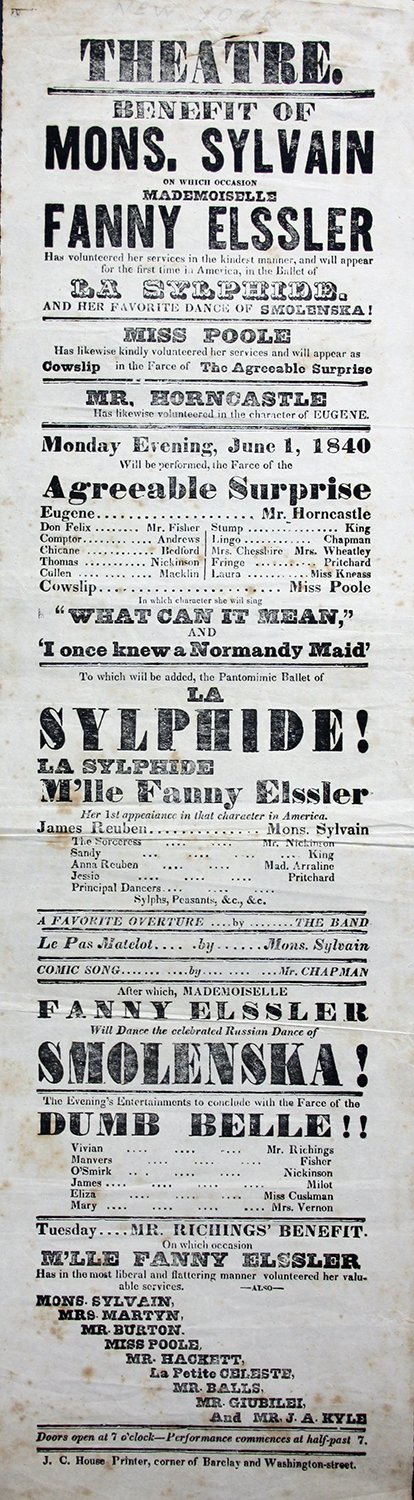 NEW YORK
THEATRE.
BENEFIT OF
MONS. SYLVAIN
ON WHICH OCCASION
MADEMOISELLE
FANNY ELSSLER
Has volunteered her services in the kindest manner, and will appear
for the first time in America, in the Ballet of
LA SYLPHIDE.
AND HER FAVORITE DANCE OF SMOLENSKA!
MISS POOLE
Has likewise kindly volunteered her services and will appear as
Cowslip in the Farce of The Agreeable Surprise
MR. HORNCASTLE
Has likewise volunteered in the character of EUGENE.
Monday Evening, June 1, 1840
Will be performed, the Farce of the
Agreeable Surprise
Eugene.................. Mr. Horncastle
Don Felix ........ Mr. Fisher Stump .............. King
Comptor........... Andrews Lingo ........... Chapman
Chicane ........... Bedford Mrs. Cheshire Mrs. Wheatley
Thomas ......... Nickinson Fringe .......... Pritchard
Cullen ........... Macklin Laura ......... Miss Kneass
Cowslip..................... Miss Poole
In which character she will sing
"WHAT CAN IT MEAN,"
AND
'I once knew a Normandy Maid'
To which will be added, the Pantomimic Ballet of
LA
SYLPHIDE!
LA SYLPHIDE
M'lle Fanny Elssler
Her 1st appeaiance in that character in America.
James Reuben.............. Mons. Sylvain
The Sorceress .... .... Mr. Nickinson
Sandy ... .... .... ... King
Anna Reuben .... .... Mad. Arraline
Jessie .... .... Pritchard
Principal Dancers.... .... ....
Sylphs, Peasants, &c., &c.
A FAVORITE OVERTURE ....by ........THE BAND
Le Pas Matelot.... .by.......Mons. Sylvain
COMIC SONG....... ....by.... .... ...Mr. CHAPMAN
After which, MADEMOISELLE
FANNY ELSSLER
Will Dance the celebrated Russian Dance of
SMOLENSKA!
The Evening's Entertainments to conclude with the Farce of the
DUMB BELLE!!
Vivian .... .... .... Mr. Richings
Manvers .... .... .... Fisher
O'Smirk .. . .... .... Nickinson
James .... .... .... .... Milot
Eliza .... .... .... Miss Cushman
Mary .... .... .... Mrs. Vernon
Tuesday....MR. RICHINGS' BENEFIT.
On which occasion
M'LLE FANNY ELSSLER
Has in the most liberal and flattering manner volunteered her valu-
able services. —ALSO—
MONS. SYLVAIN,
MRS. MARTYN,
MR. BURTON.
MISS POOLE,
MR. HACKETT,
La Petite CELESTE,
MR. BALLS,
MR. GIUBILEI,
And MR. J. A. KYLE
Doors open at 7 o'clock—Performance commences at half-past 7.
J. C. House Printer, corner of Barclay and Washington-street.